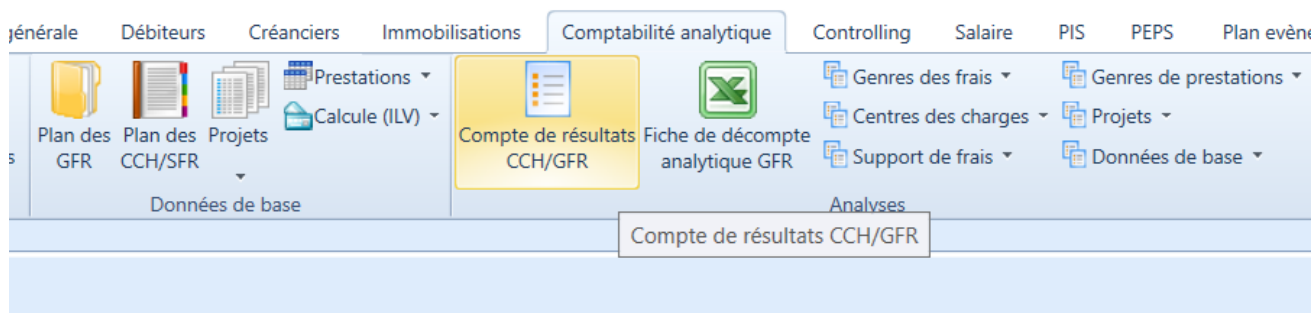 générale Débiteurs Créanciers Immobilisations Comptabilité analytique Controlling Salaire PIS PEPS Plan evène
Plan des GFR
Plan des CCH/SFR
Projets
Prestations
Calcule (ILV)
Données de base
Compte de résultats CCH/GFR
Fiche de décompte analytique GFR
Genres des frais
Centres des charges
Support de frais
Genres de prestations
Projets
Données de base
Analyses
Compte de résultats CCH/GFR